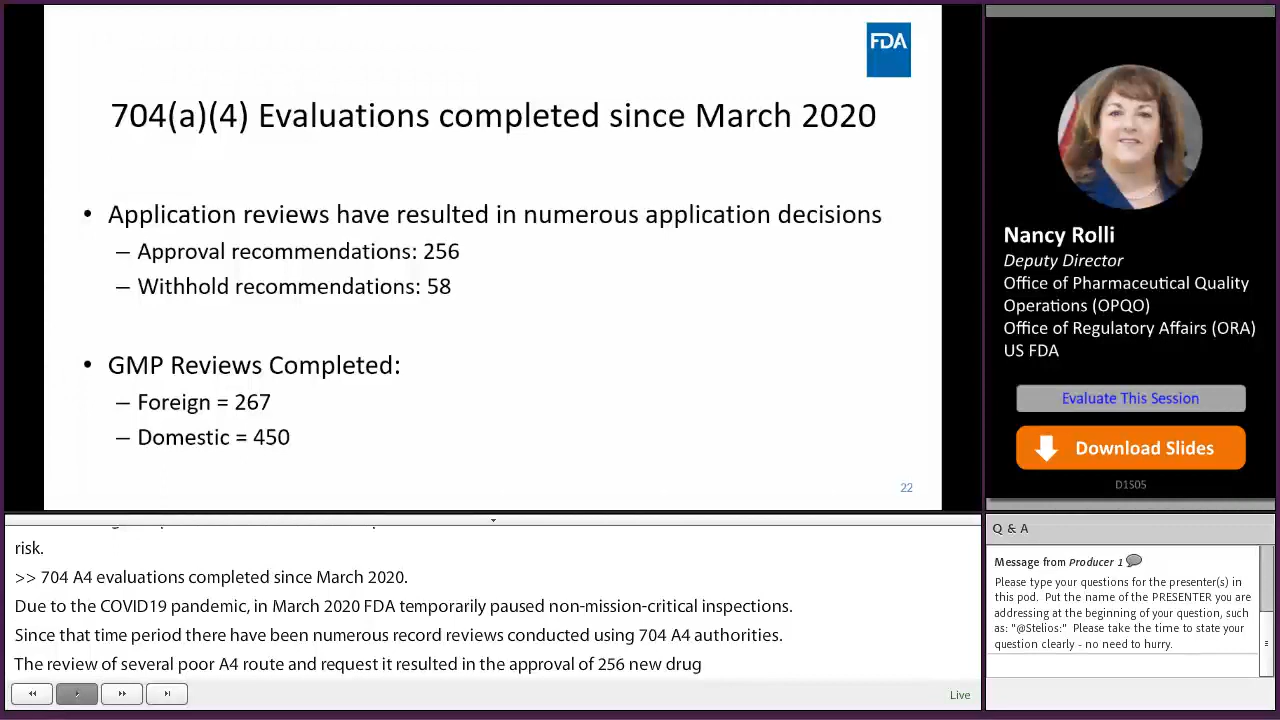 FDA
704(a)(4) Evaluations completed since March 2020
• Application reviews have resulted in numerous application decisions
– Approval recommendations: 256
– Withhold recommendations: 58
• GMP Reviews Completed:
– Foreign = 267
– Domestic = 450
22
Nancy Rolli
Deputy Director
Office of Pharmaceutical Quality
Operations (OPQO)
Office of Regulatory Affairs (ORA)
US FDA
Evaluate This Session
Download Slides
D1S05
risk.
>> 704 A4 evaluations completed since March 2020.
Due to the COVID19 pandemic, in March 2020 FDA temporarily paused non-mission-critical inspections.
Since that time period there have been numerous record reviews conducted using 704 A4 authorities.
The review of several poor A4 route and request it resulted in the approval of 256 new drug
Live
Q & A
Message from Producer 1
Please type your questions for the presenter(s) in
this pod. Put the name of the PRESENTER you are
addressing at the beginning of your question, such
as: "@Stelios:" Please take the time to state your
question clearly - no need to hurry.